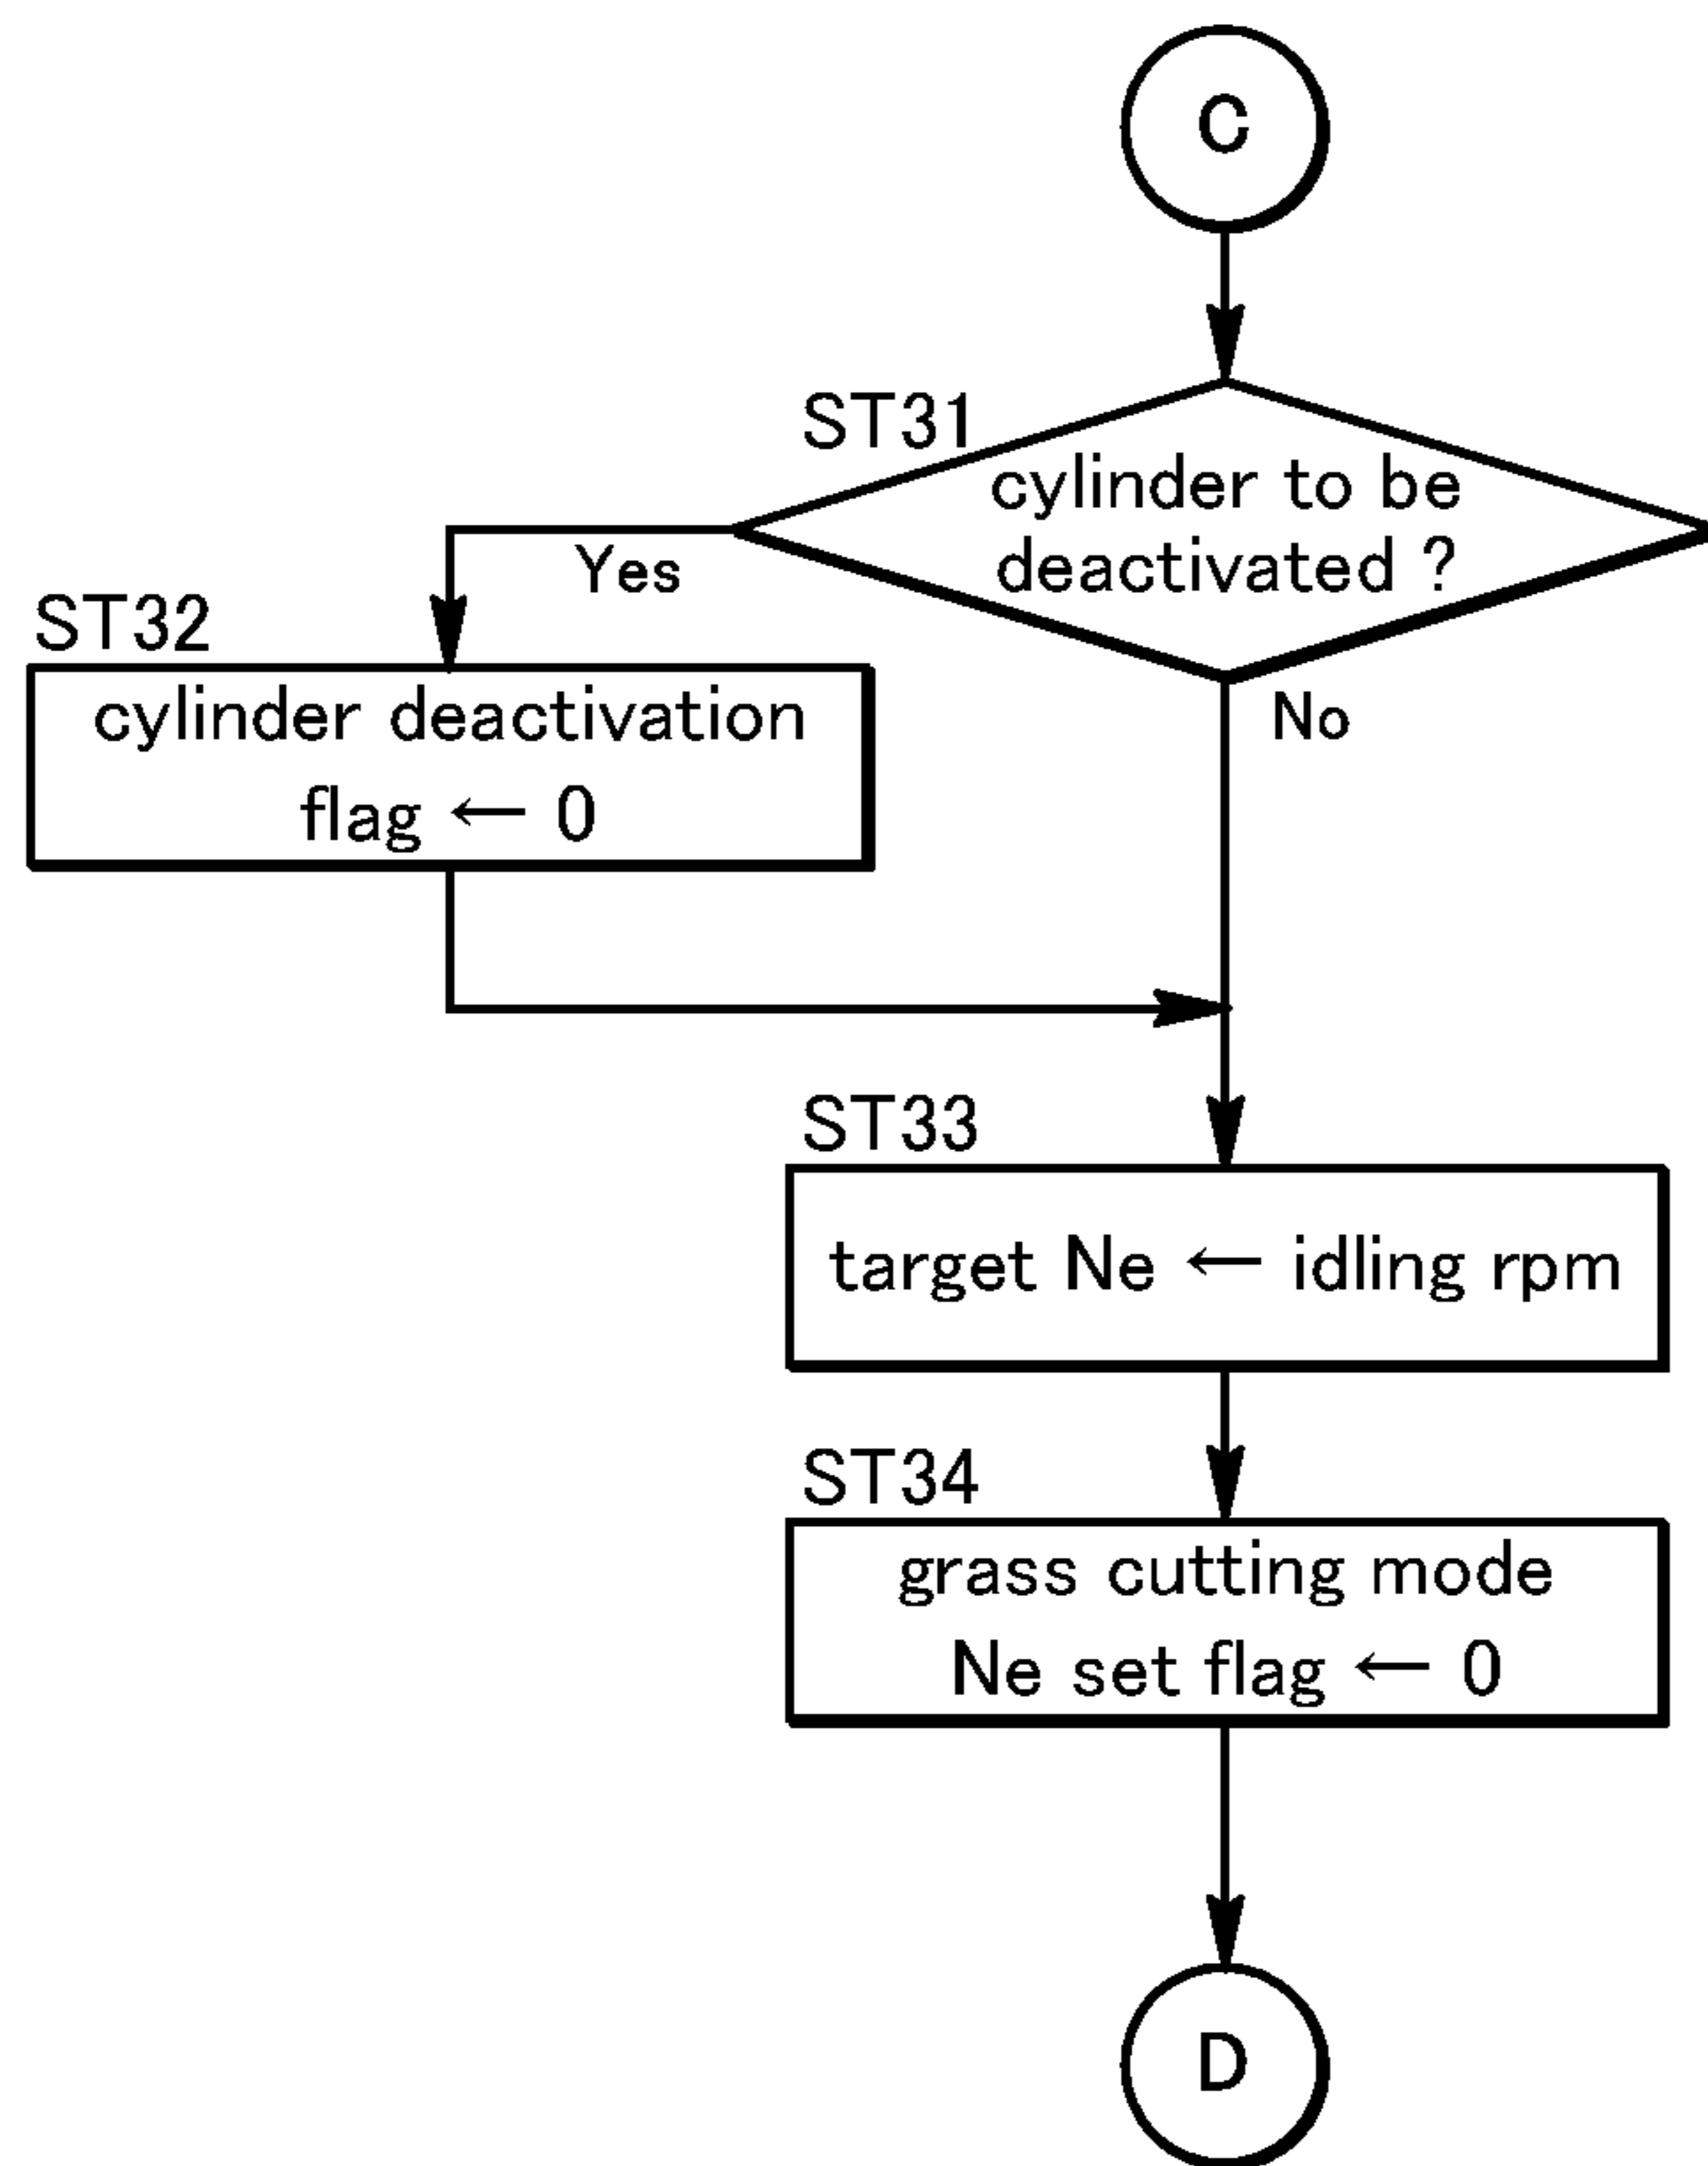 C
ST31
cylinder to be
deactivated ?
Yes
No
ST32
cylinder deactivation
flag ← 0
ST33
target Ne ← idling rpm
ST34
grass cutting mode
Ne set flag ← 0
D